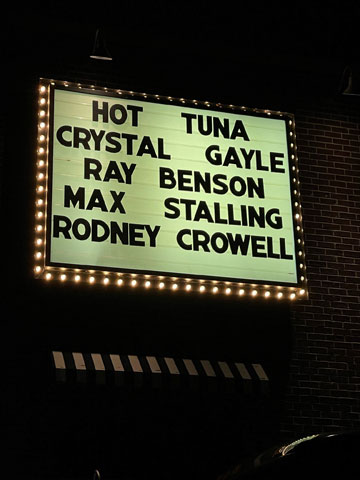 HOT TUNA
CRYSTAL GAYLE
RAY BENSON
MAX STALLING
RODNEY CROWELL